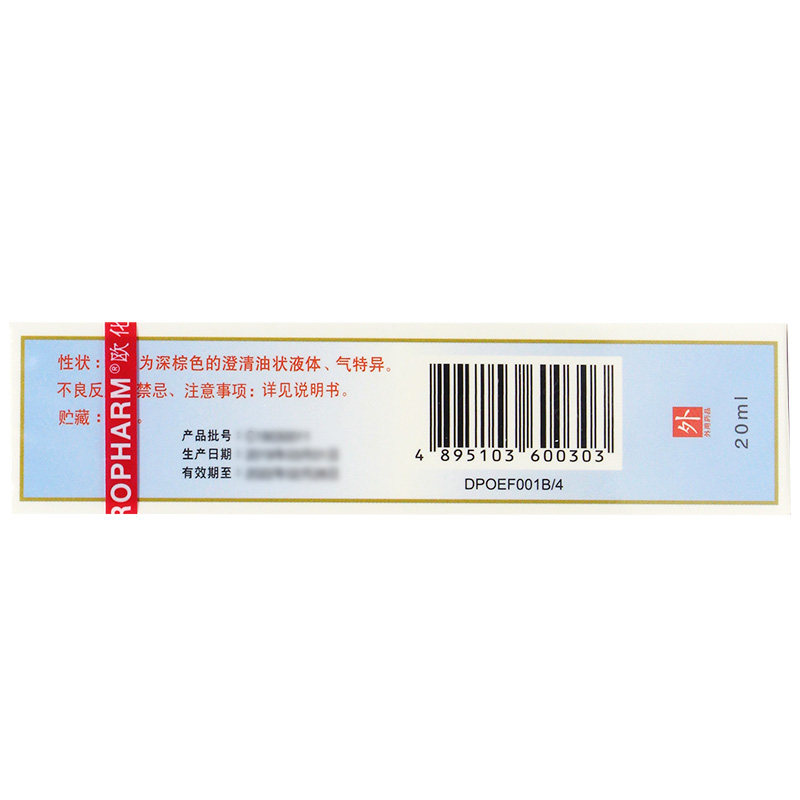 性状： 为深棕色的澄清油状液体、气特异。
不良反 禁忌、注意事项：详见说明书。
贮藏： 。
产品批号：
生产日期：
有效期至：
4 895103 600303
DPOEF001B/4
外
外用药品
20ml
ROPHARM®欧化